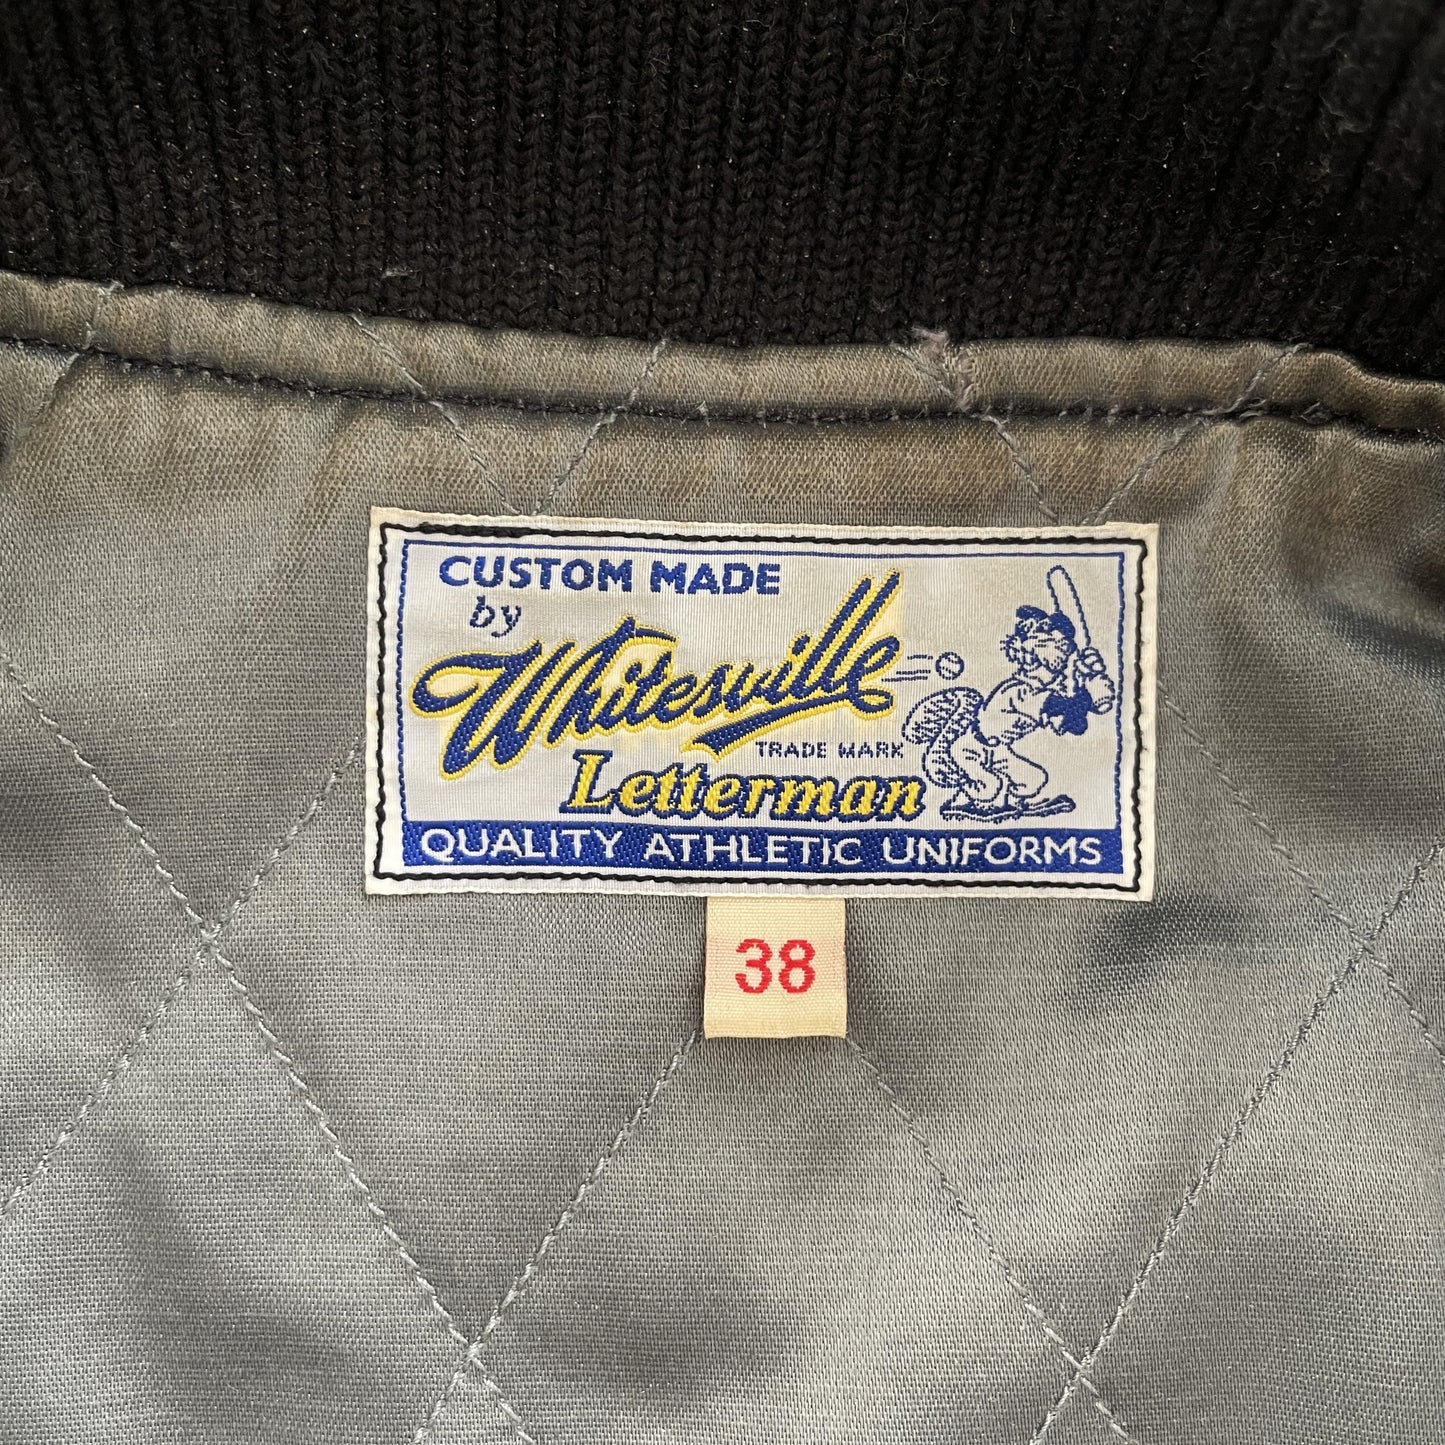 CUSTOM MADE
by
Whitesville
TRADE MARK
Letterman
QUALITY ATHLETIC UNIFORMS
38